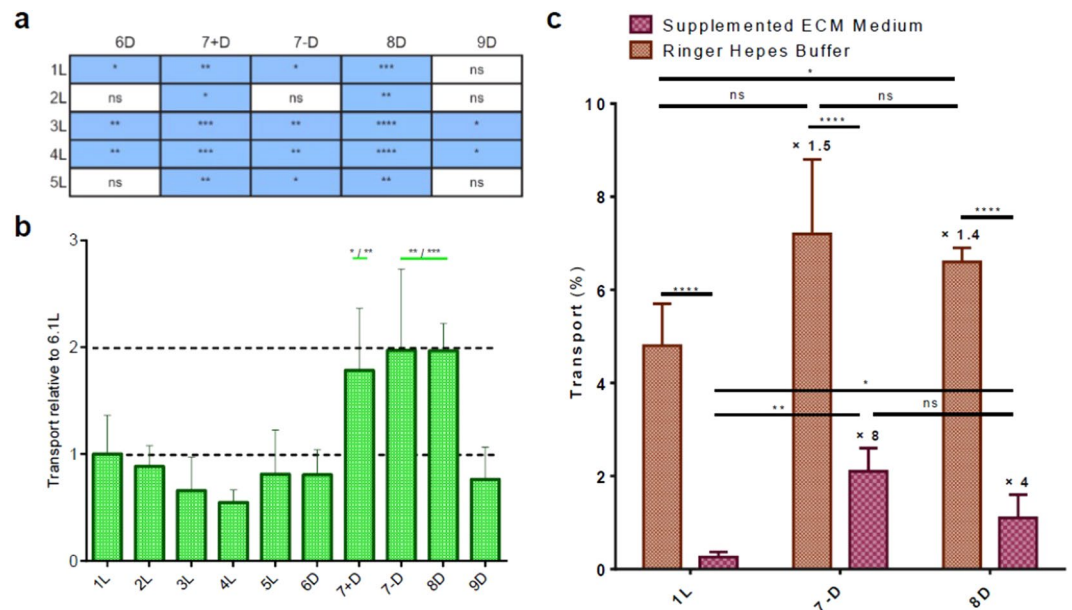 a
6D 7+D 7-D 8D 9D
1L * ** * *** ns
2L ns * ns ** ns
3L ** *** ** **** *
4L ** *** ** **** *
5L ns ** * ** ns
b
Transport relative to 6.1L
3
2
1
0
* / ** ** / ***
1L 2L 3L 4L 5L 6D 7+D 7-D 8D 9D
c
Supplemented ECM Medium
Ringer Hepes Buffer
Transport (%)
10
8
6
4
2
0
*
ns ns
****
× 1.5
****
× 1.4
****
*
** ns
× 8
× 4
1L 7-D 8D